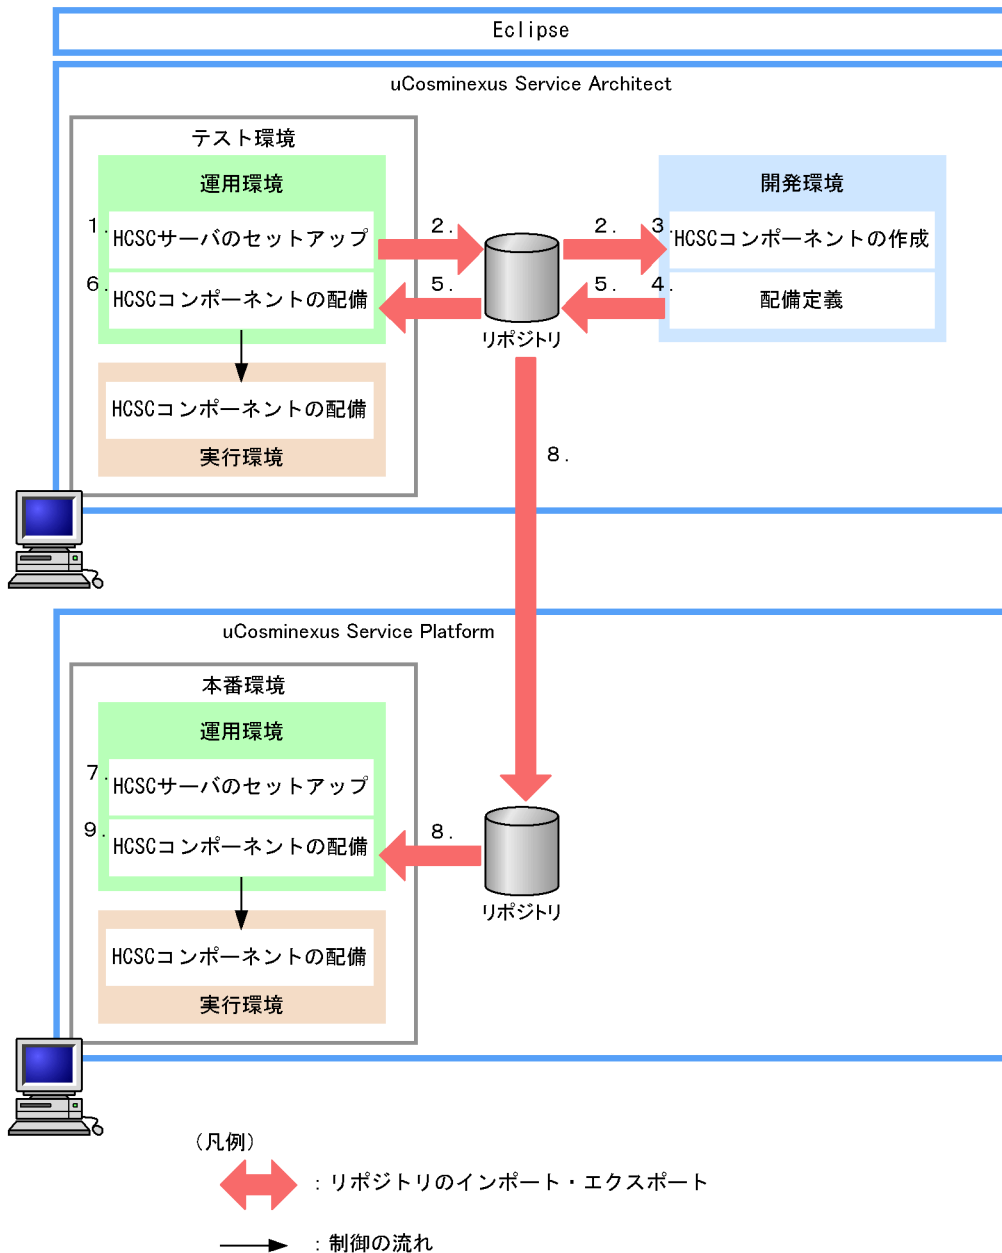 Eclipse
uCosminexus Service Architect
テスト環境
運用環境
開発環境
1.
HCSCサーバのセットアップ
2.
2.
3.
HCSCコンポーネントの作成
6.
HCSCコンポーネントの配備
5.
5.
4.
配備定義
リポジトリ
HCSCコンポーネントの配備
実行環境
8.
uCosminexus Service Platform
本番環境
運用環境
7.
HCSCサーバのセットアップ
9.
HCSCコンポーネントの配備
8.
リポジトリ
HCSCコンポーネントの配備
実行環境
(凡例)
：リポジトリのインポート・エクスポート
：制御の流れ